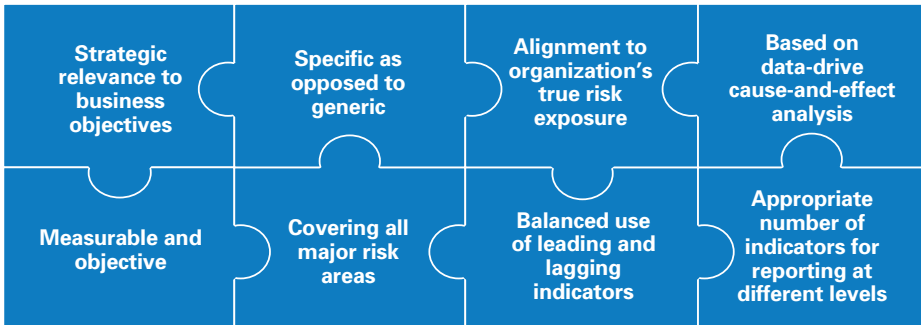 Strategic
relevance to
business
objectives
Specific as
opposed to
generic
Alignment to
organization's
true risk
exposure
Based on
data-drive
cause-and-effect
analysis
Measurable and
objective
Covering all
major risk
areas
Balanced use
of leading and
lagging
indicators
Appropriate
number of
indicators for
reporting at
different levels